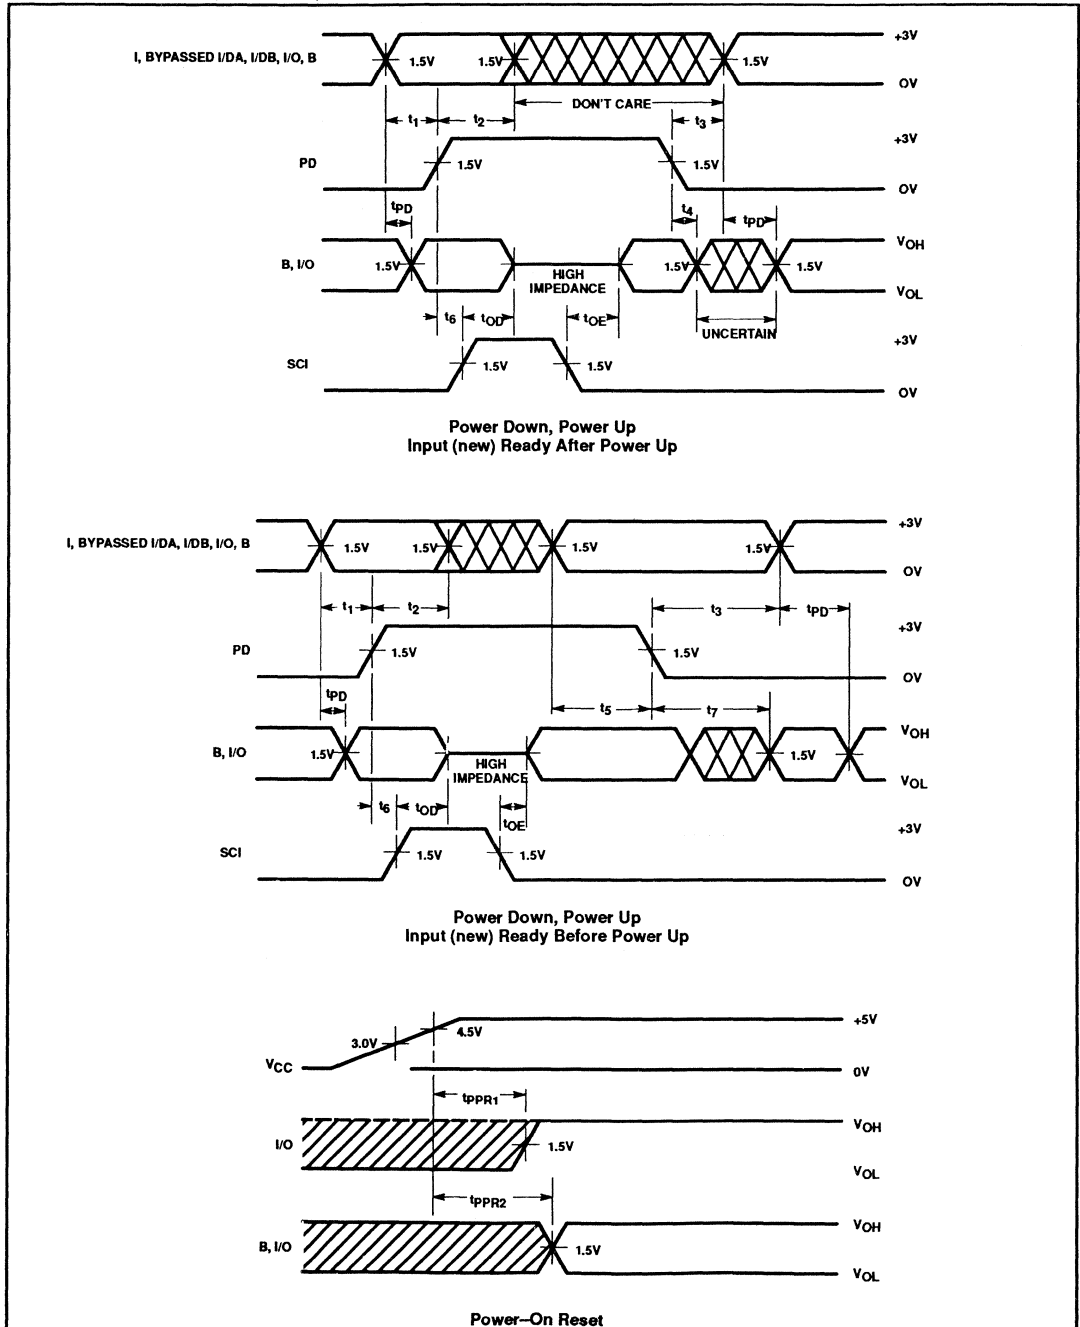 +3V
I, BYPASSED I/DA, I/DB, I/O, B
1.5V 1.5V 1.5V
0V
DON'T CARE
t1 t2 t3
+3V
PD
1.5V 1.5V
0V
tPD t4 tPD
VOH
B, I/O
1.5V 1.5V 1.5V
HIGH
IMPEDANCE
VOL
t6 tOD tOE
UNCERTAIN
+3V
SCI
1.5V 1.5V
0V
Power Down, Power Up
Input (new) Ready After Power Up
+3V
I, BYPASSED I/DA, I/DB, I/O, B
1.5V 1.5V 1.5V 1.5V
0V
t1 t2 t3 tPD
+3V
PD
1.5V 1.5V
0V
tPD t5 t7
VOH
B, I/O
1.5V 1.5V
HIGH
IMPEDANCE
VOL
t6 tOD tOE
+3V
SCI
1.5V 1.5V
0V
Power Down, Power Up
Input (new) Ready Before Power Up
+5V
4.5V
3.0V
VCC
0V
tPPR1
VOH
I/O
1.5V
VOL
tPPR2
VOH
B, I/O
1.5V
VOL
Power–On Reset